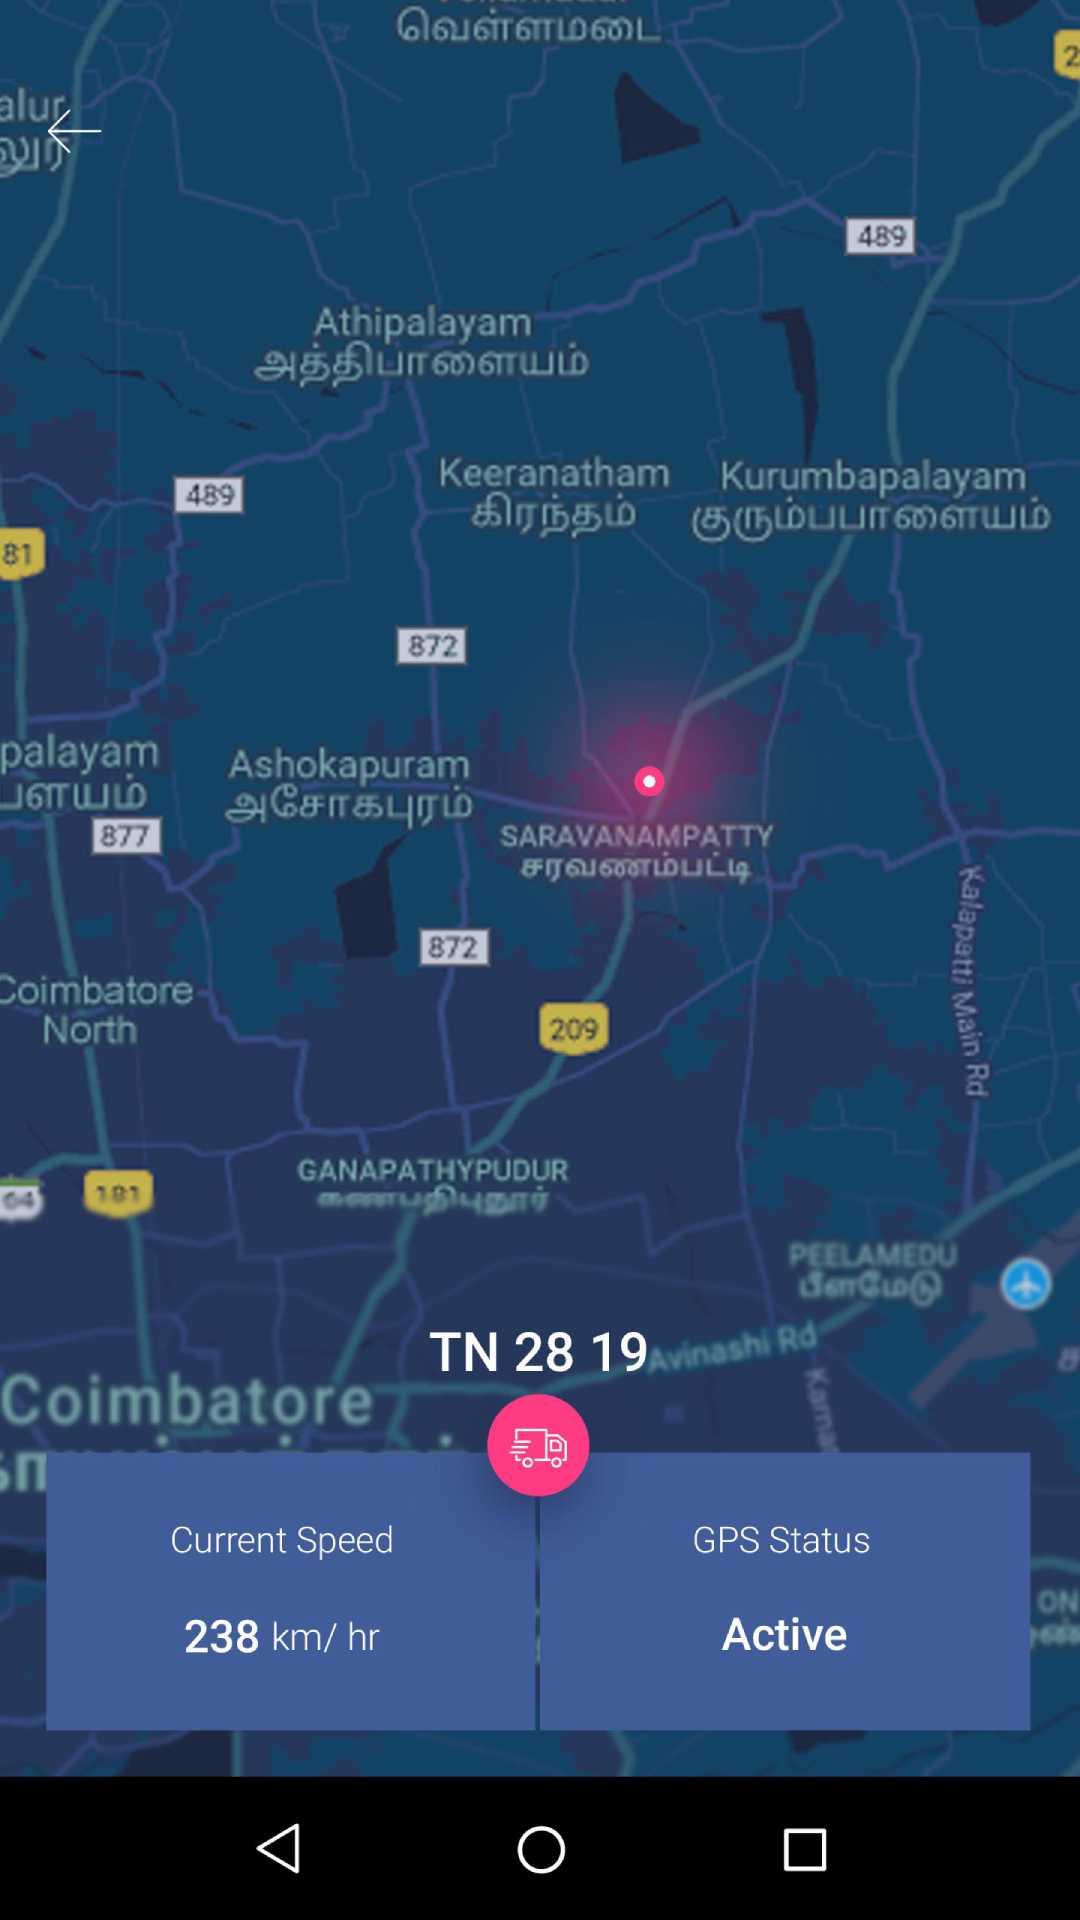 வெள்ளமடை
alur
லூர்
489
Athipalayam
அத்திபாளையம்
Keeranatham
கிரந்தம்
Kurumbapalayam
குரும்பபாளையம்
489
81
872
palayam
பளயம்
Ashokapuram
அசோகபுரம்
877
SARAVANAMPATTY
சரவணம்பட்டி
872
Kalapatti Main Rd
Coimbatore
North
209
GANAPATHYPUDUR
கணபதிபுதூர்
181
64
PEELAMEDU
பீளமேடு
TN 28 19
Avinashi Rd
Coimbatore
Current Speed
GPS Status
238 km/ hr
Active
ON